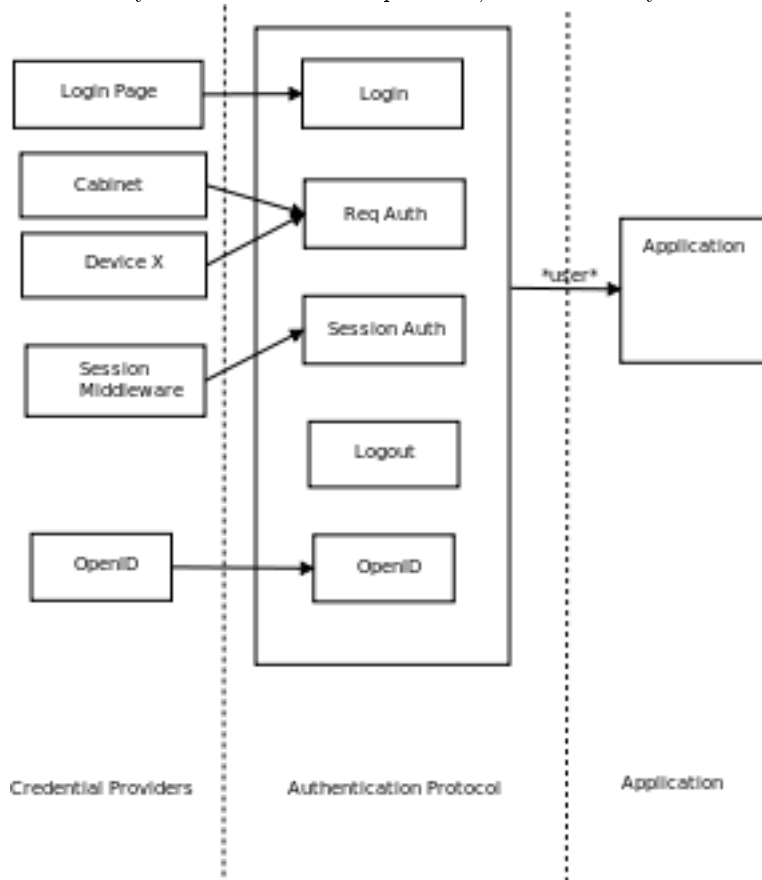 Login Page
Login
Cabinet
Req Auth
Device X
*user*
Application
Session Auth
Session
Middleware
Logout
OpenID
OpenID
Credential Providers
Authentication Protocol
Application